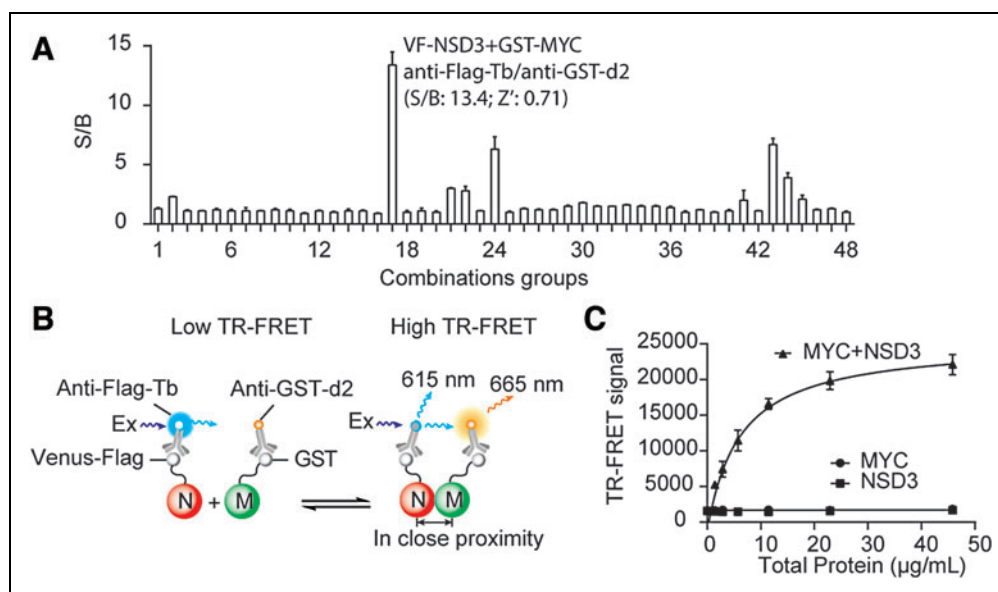 A
VF-NSD3+GST-MYC
anti-Flag-Tb/anti-GST-d2
(S/B: 13.4; Z': 0.71)
S/B
15
10
5
0
1 6 12 18 24 30 36 42 48
Combinations groups
B
Low TR-FRET High TR-FRET
Anti-Flag-Tb Anti-GST-d2
615 nm 665 nm
Ex Ex
Venus-Flag GST
N + M N M
In close proximity
C
TR-FRET signal
25000
20000
15000
10000
5000
0
MYC+NSD3
MYC
NSD3
0 10 20 30 40 50
Total Protein (µg/mL)